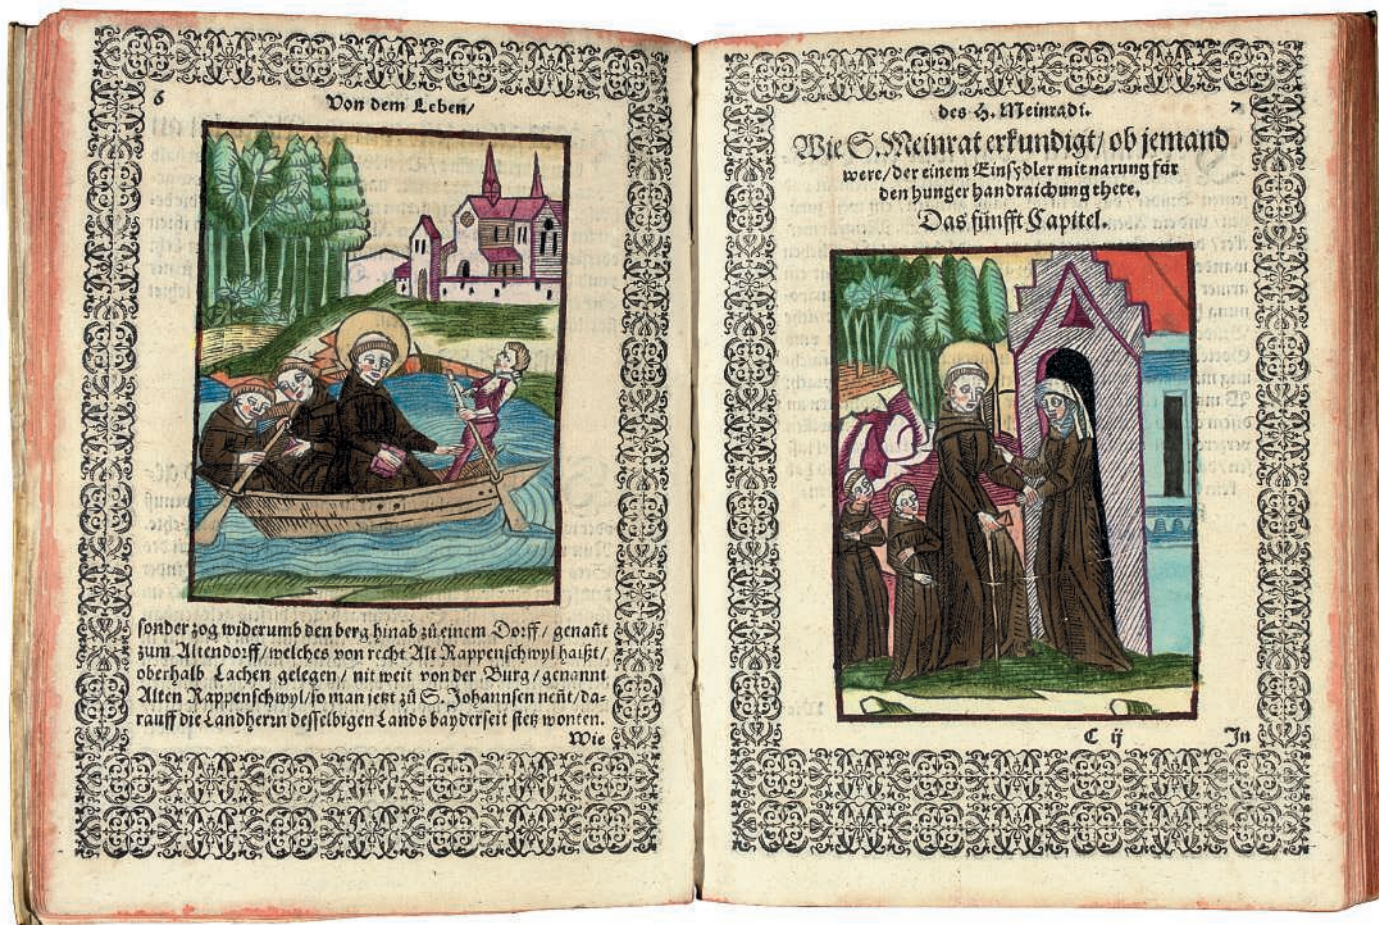 6
Von dem Leben/
sonder zog widerumb den berg hinab zů einem Dorff / genañt
zum Altendorff/welches von recht Alt Rappenschwyl haißt/
oberhalb Lachen gelegen / nit weit von der Burg / genannt
Alten Rappenschwyl/so man jetzt zů S. Johannsen neñt/da-
rauff die Landherrn desselbigen Lands bayderseit stetz wonten.
Wie
des H. Meinradi.
7
Wie S. Meinrat erkundigt/ ob jemand
were/der einem Einsydler mit narung für
den hunger handraichung thete.
Das fünfft Capitel.
C ij
In